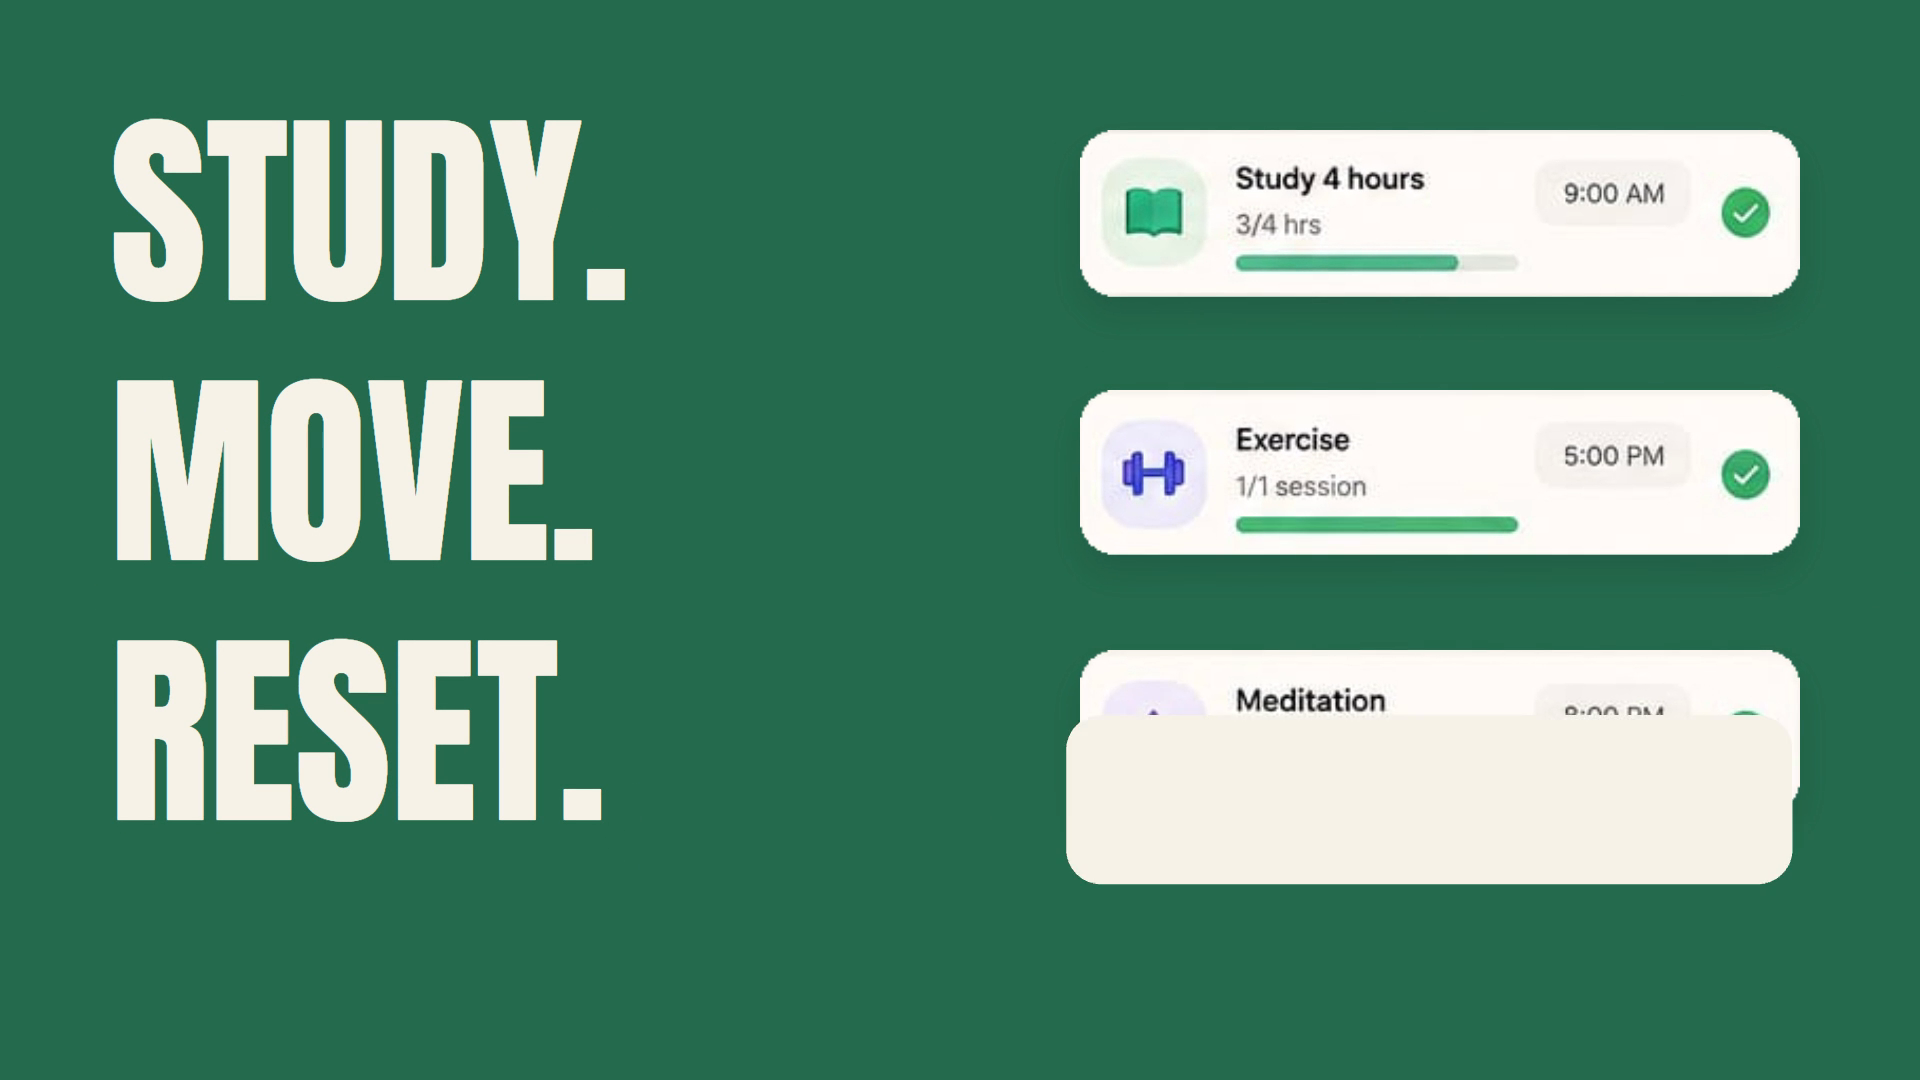 STUDY.
Study 4 hours
9:00 AM
3/4 hrs
MOVE.
Exercise
5:00 PM
1/1 session
RESET.
Meditation